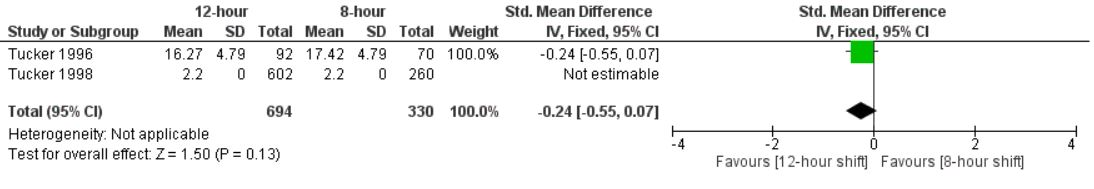 12-hour 8-hour Std. Mean Difference Std. Mean Difference
Study or Subgroup Mean SD Total Mean SD Total Weight IV, Fixed, 95% CI IV, Fixed, 95% CI
Tucker 1996 16.27 4.79 92 17.42 4.79 70 100.0% -0.24 [-0.55, 0.07]
Tucker 1998 2.2 0 602 2.2 0 260 Not estimable
Total (95% CI) 694 330 100.0% -0.24 [-0.55, 0.07]
Heterogeneity: Not applicable
Test for overall effect: Z = 1.50 (P = 0.13)
-4 -2 0 2 4
Favours [12-hour shift] Favours [8-hour shift]